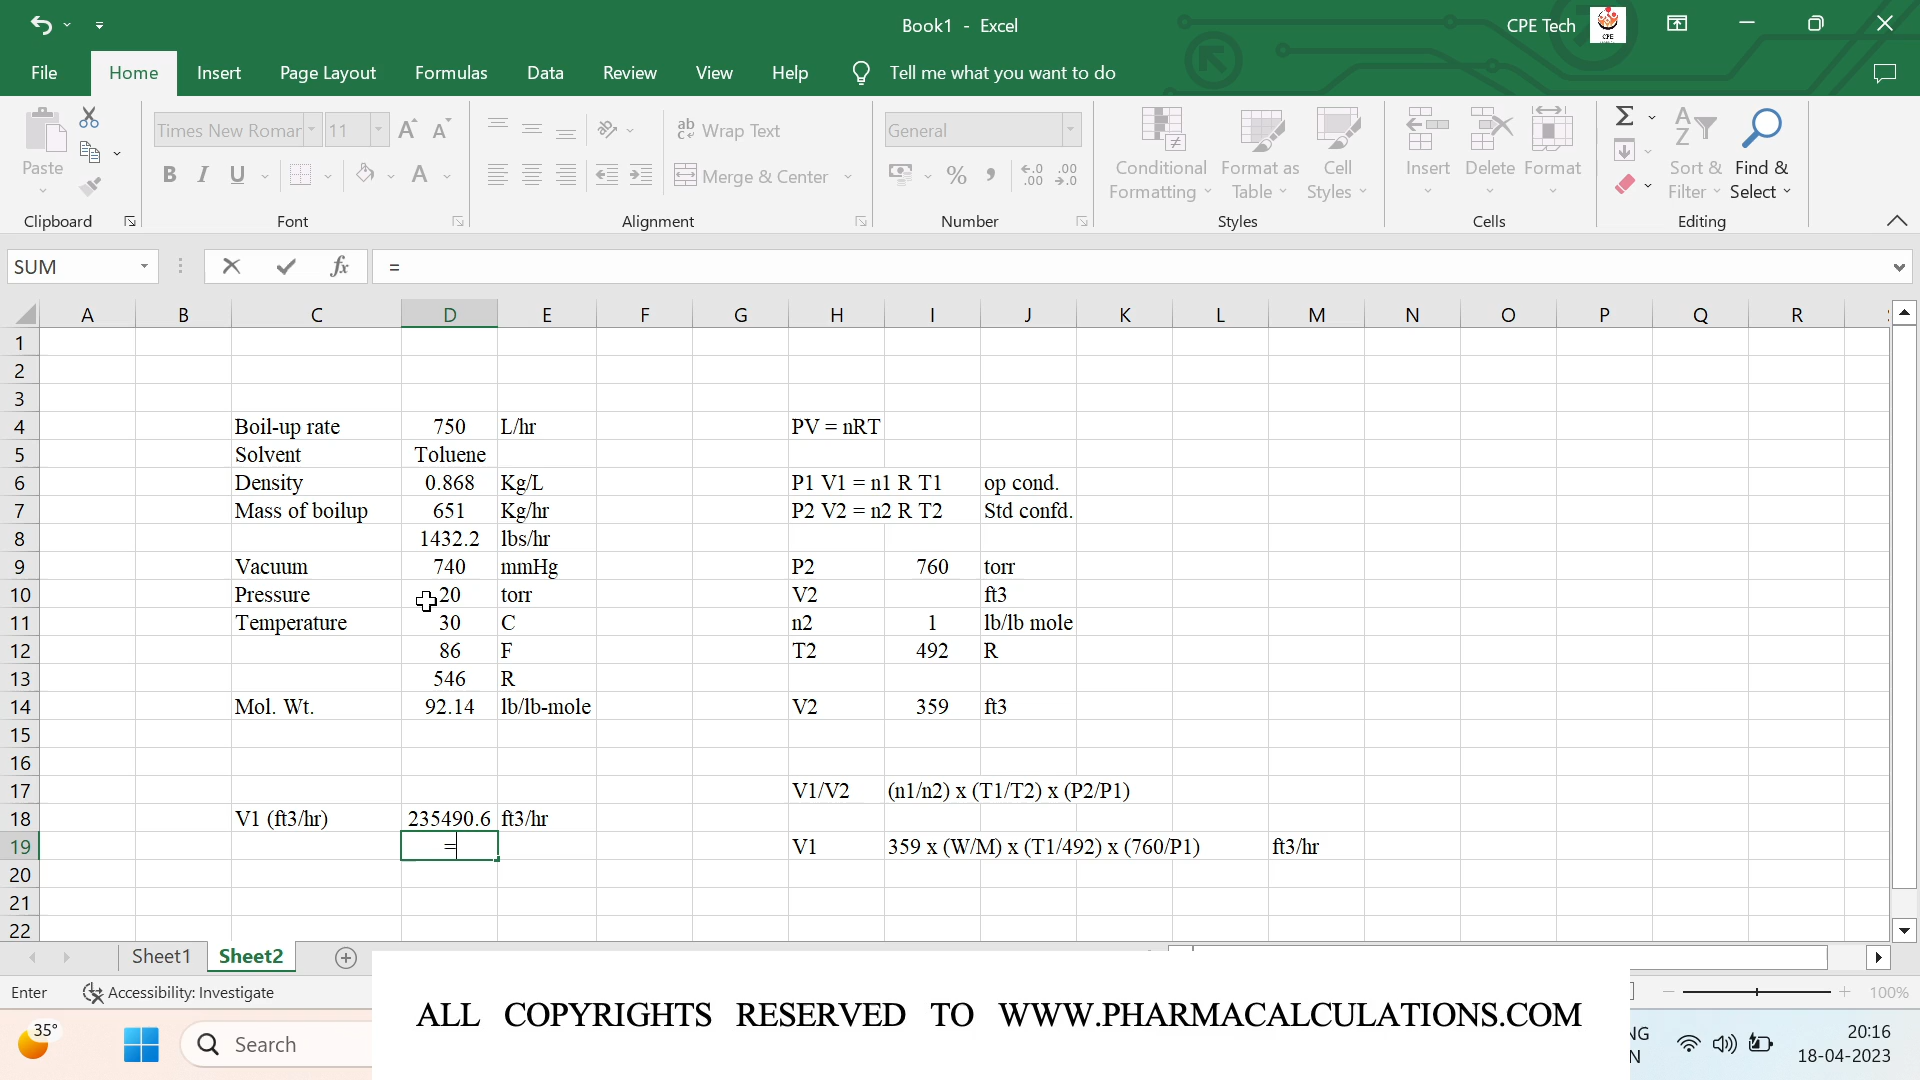 Book1 - Excel
CPE Tech
File Home Insert Page Layout Formulas Data Review View Help Tell me what you want to do
Paste
Times New Romar 11
Wrap Text
Merge & Center
General
Conditional Formatting
Format as Table
Cell Styles
Insert Delete Format
Sort & Filter
Find & Select
Clipboard Font Alignment Number Styles Cells Editing
SUM fx =
A B C D E F G H I J K L M N O P Q R
1
2
3
4 Boil-up rate 750 L/hr PV = nRT
5 Solvent Toluene
6 Density 0.868 Kg/L P1 V1 = n1 R T1 op cond.
7 Mass of boilup 651 Kg/hr P2 V2 = n2 R T2 Std confd.
8 1432.2 lbs/hr
9 Vacuum 740 mmHg P2 760 torr
10 Pressure 20 torr V2 ft3
11 Temperature 30 C n2 1 lb/lb mole
12 86 F T2 492 R
13 546 R
14 Mol. Wt. 92.14 lb/lb-mole V2 359 ft3
15
16
17 V1/V2 (n1/n2) x (T1/T2) x (P2/P1)
18 V1 (ft3/hr) 235490.6 ft3/hr
19 = V1 359 x (W/M) x (T1/492) x (760/P1) ft3/hr
20
21
22
Sheet1 Sheet2
Enter Accessibility: Investigate 100%
ALL COPYRIGHTS RESERVED TO WWW.PHARMACALCULATIONS.COM
35° Search
20:16
18-04-2023